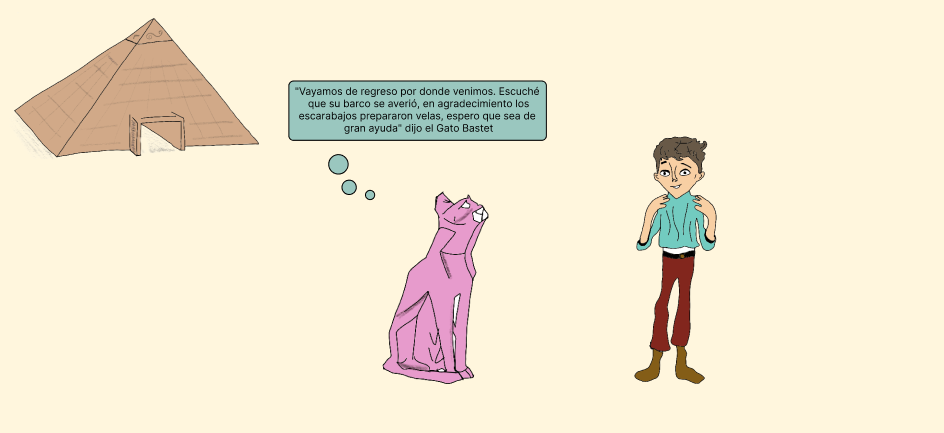 "Vayamos de regreso por donde venimos. Escuché
que su barco se averió, en agradecimiento los
escarabajos prepararon velas, espero que sea de
gran ayuda" dijo el Gato Bastet